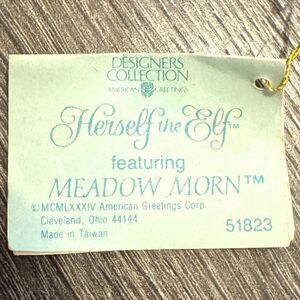 DESIGNERS
COLLECTION
AMERICAN GREETINGS
Herself the Elf™
featuring
MEADOW MORN™
©MCMLXXXIV American Greetings Corp
Cleveland, Ohio 44144
Made in Taiwan
51823